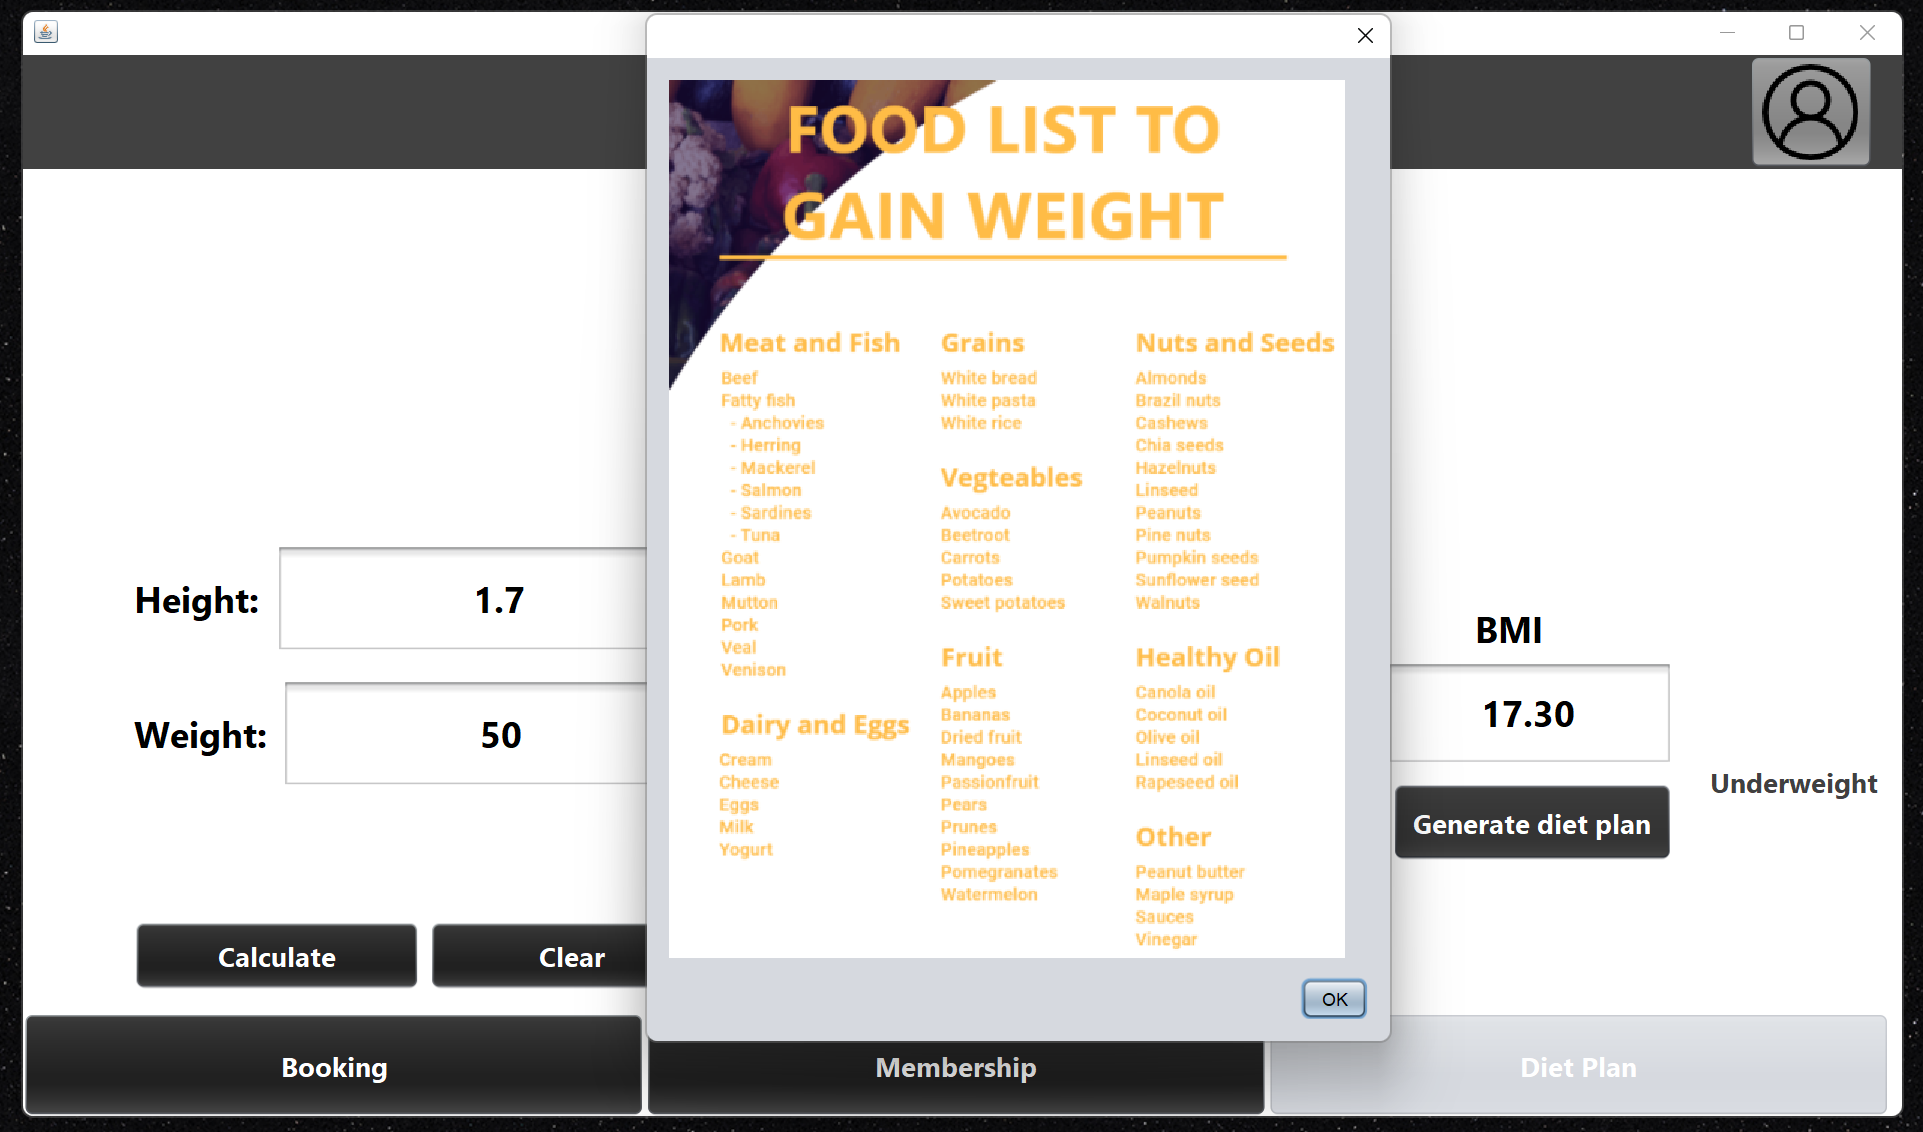 FOOD LIST TO
GAIN WEIGHT
Meat and Fish
Beef
Fatty fish
- Anchovies
- Herring
- Mackerel
- Salmon
- Sardines
- Tuna
Goat
Lamb
Mutton
Pork
Veal
Venison
Dairy and Eggs
Cream
Cheese
Eggs
Milk
Yogurt
Grains
White bread
White pasta
White rice
Vegteables
Avocado
Beetroot
Carrots
Potatoes
Sweet potatoes
Fruit
Apples
Bananas
Dried fruit
Mangoes
Passionfruit
Pears
Prunes
Pineapples
Pomegranates
Watermelon
Nuts and Seeds
Almonds
Brazil nuts
Cashews
Chia seeds
Hazelnuts
Linseed
Peanuts
Pine nuts
Pumpkin seeds
Sunflower seed
Walnuts
Healthy Oil
Canola oil
Coconut oil
Olive oil
Linseed oil
Rapeseed oil
Other
Peanut butter
Maple syrup
Sauces
Vinegar
OK
Height: 1.7
Weight: 50
BMI
17.30
Underweight
Generate diet plan
Calculate
Clear
Booking
Membership
Diet Plan